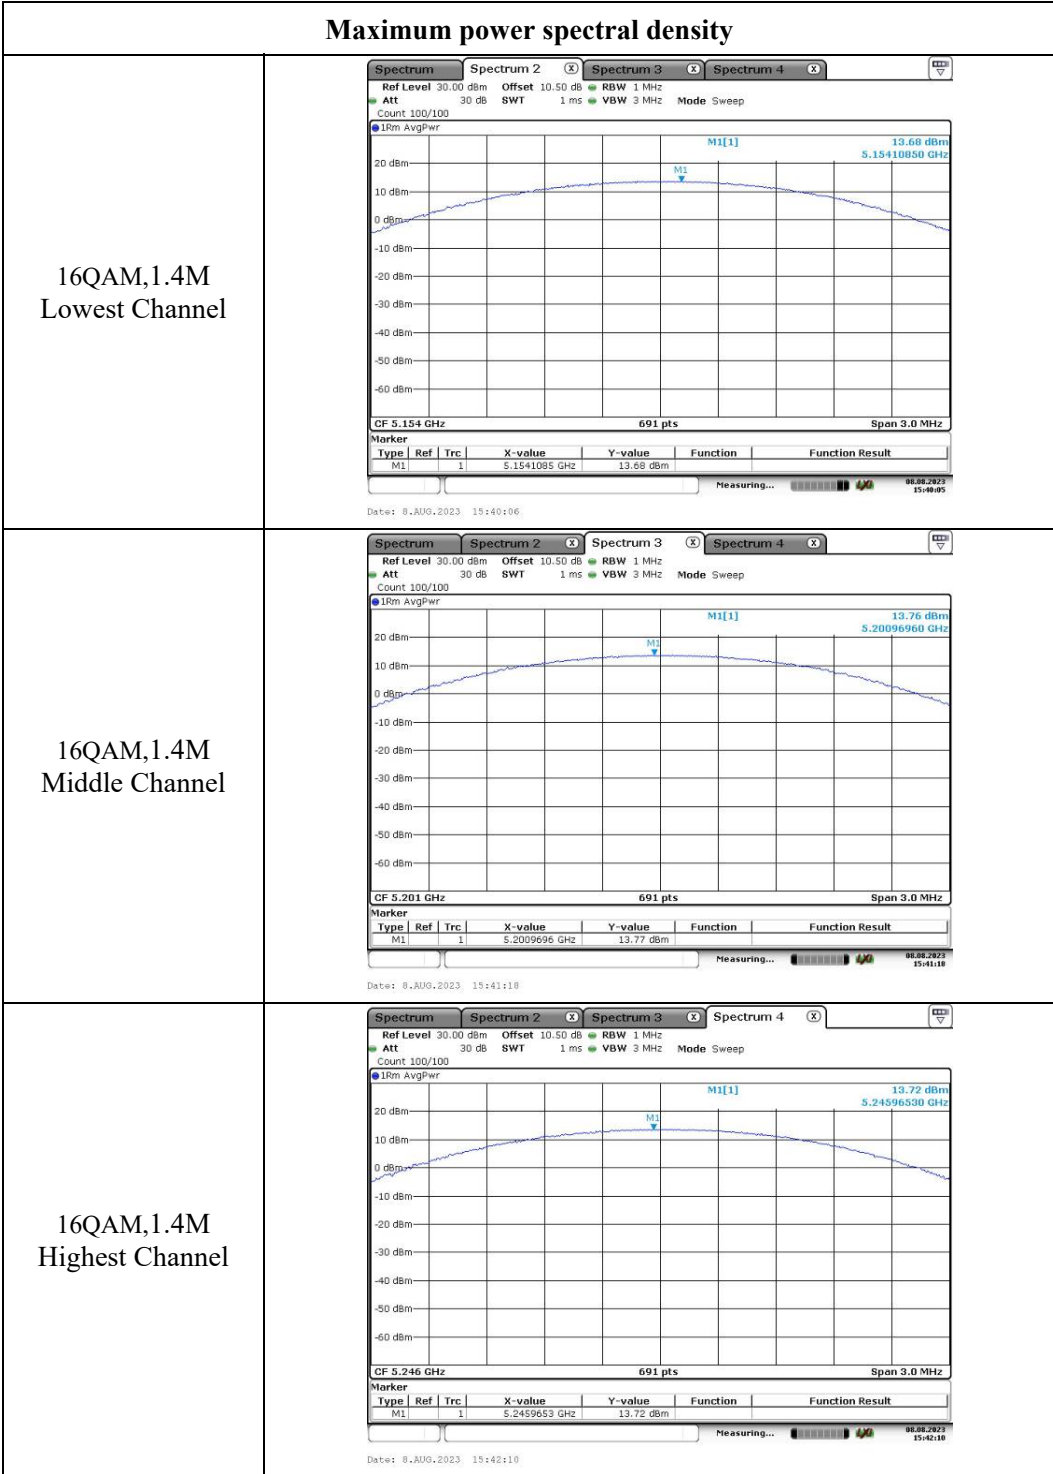 Maximum power spectral density
16QAM,1.4M
Lowest Channel
Spectrum Spectrum 2 X Spectrum 3 X Spectrum 4 X
Ref Level 30.00 dBm Offset 10.50 dB RBW 1 MHz
Att 30 dB SWT 1 ms VBW 3 MHz Mode Sweep
Count 100/100
1Rm AvgPwr
M1[1] 13.68 dBm
5.15410850 GHz
M1
20 dBm
10 dBm
0 dBm
-10 dBm
-20 dBm
-30 dBm
-40 dBm
-50 dBm
-60 dBm
CF 5.154 GHz 691 pts Span 3.0 MHz
Marker
Type Ref Trc X-value Y-value Function Function Result
M1 1 5.1541085 GHz 13.68 dBm
Measuring... 08.08.2023
15:40:05
Date: 8.AUG.2023 15:40:06
16QAM,1.4M
Middle Channel
Spectrum Spectrum 2 X Spectrum 3 X Spectrum 4 X
Ref Level 30.00 dBm Offset 10.50 dB RBW 1 MHz
Att 30 dB SWT 1 ms VBW 3 MHz Mode Sweep
Count 100/100
1Rm AvgPwr
M1[1] 13.76 dBm
5.20096960 GHz
20 dBm
M1
10 dBm
0 dBm
-10 dBm
-20 dBm
-30 dBm
-40 dBm
-50 dBm
-60 dBm
CF 5.201 GHz 691 pts Span 3.0 MHz
Marker
Type Ref Trc X-value Y-value Function Function Result
M1 1 5.2009696 GHz 13.77 dBm
Measuring... 08.08.2023
15:41:18
Date: 8.AUG.2023 15:41:18
16QAM,1.4M
Highest Channel
Spectrum Spectrum 2 X Spectrum 3 X Spectrum 4 X
Ref Level 30.00 dBm Offset 10.50 dB RBW 1 MHz
Att 30 dB SWT 1 ms VBW 3 MHz Mode Sweep
Count 100/100
1Rm AvgPwr
M1[1] 13.72 dBm
5.24596530 GHz
20 dBm
M1
10 dBm
0 dBm
-10 dBm
-20 dBm
-30 dBm
-40 dBm
-50 dBm
-60 dBm
CF 5.246 GHz 691 pts Span 3.0 MHz
Marker
Type Ref Trc X-value Y-value Function Function Result
M1 1 5.2459653 GHz 13.72 dBm
Measuring... 08.08.2023
15:42:10
Date: 8.AUG.2023 15:42:10